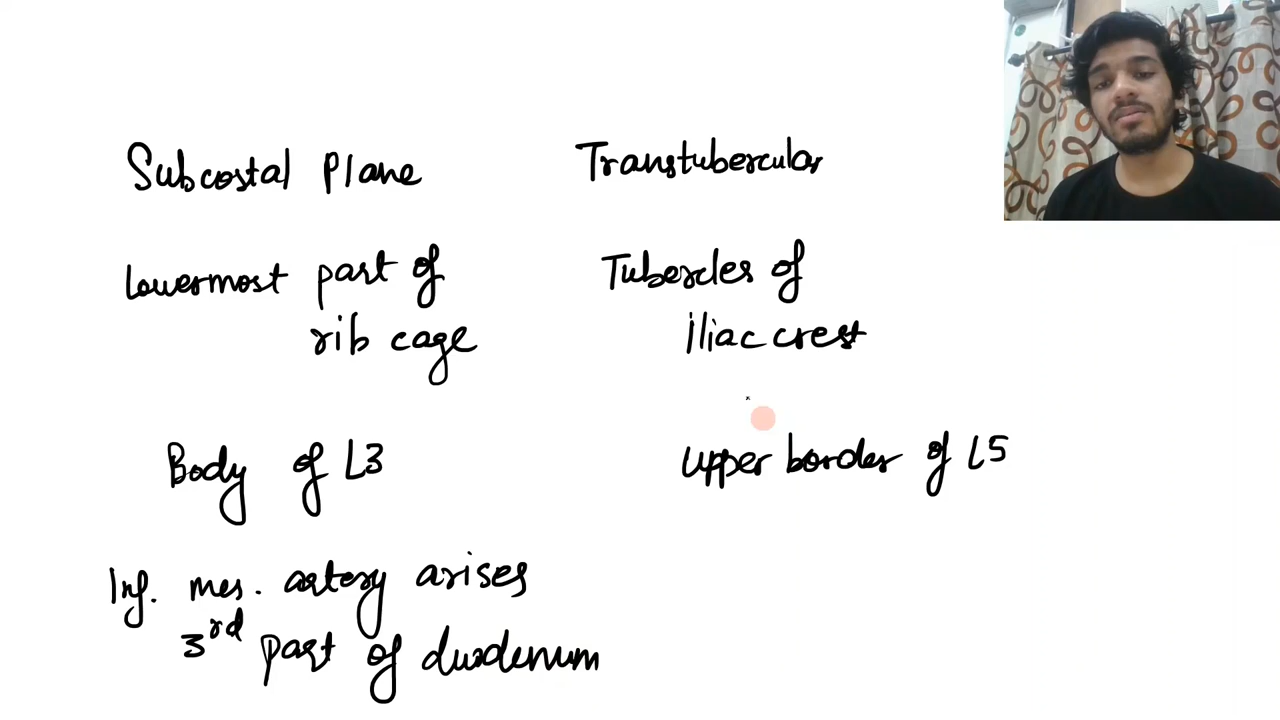 Subcostal Plane
Lowermost part of
rib cage
Body of L3
Inf. mes. artery arises
3rd part of duodenum
Transtubercular
Tubercles of
iliac crest
upper border of L5